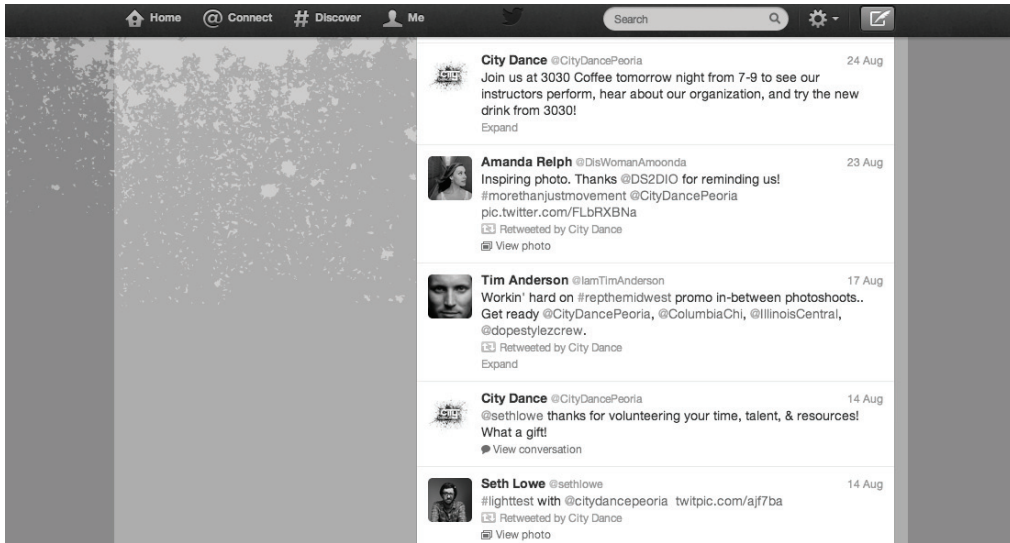 Home @ Connect # Discover Me Search
City Dance @CityDancePeoria 24 Aug
Join us at 3030 Coffee tomorrow night from 7-9 to see our
instructors perform, hear about our organization, and try the new
drink from 3030!
Expand
Amanda Relph @DisWomanAmoonda 23 Aug
Inspiring photo. Thanks @DS2DIO for reminding us!
#morethanjustmovement @CityDancePeoria
pic.twitter.com/FLbRXBNa
Retweeted by City Dance
View photo
Tim Anderson @IamTimAnderson 17 Aug
Workin' hard on #repthemidwest promo in-between photoshoots..
Get ready @CityDancePeoria, @ColumbiaChi, @IllinoisCentral,
@dopestylezcrew.
Retweeted by City Dance
Expand
City Dance @CityDancePeoria 14 Aug
@sethlowe thanks for volunteering your time, talent, & resources!
What a gift!
View conversation
Seth Lowe @sethlowe 14 Aug
#lighttest with @citydancepeoria twitpic.com/ajf7ba
Retweeted by City Dance
View photo